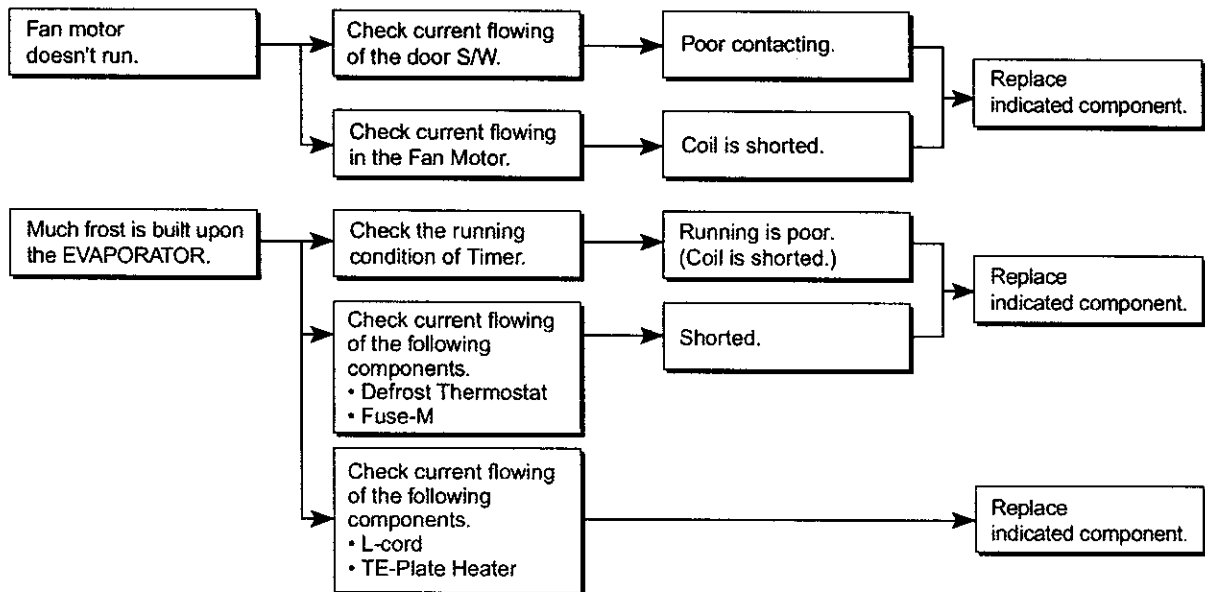 Fan motor
doesn't run.
Check current flowing
of the door S/W.
Poor contacting.
Replace
indicated component.
Check current flowing
in the Fan Motor.
Coil is shorted.
Much frost is built upon
the EVAPORATOR.
Check the running
condition of Timer.
Running is poor.
(Coil is shorted.)
Replace
indicated component.
Check current flowing
of the following
components.
• Defrost Thermostat
• Fuse-M
Shorted.
Check current flowing
of the following
components.
• L-cord
• TE-Plate Heater
Replace
indicated component.